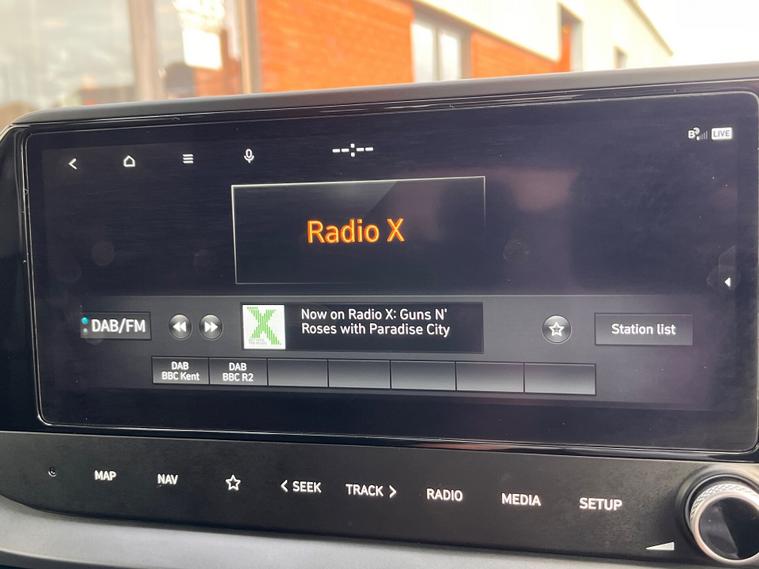 --:--
LIVE
Radio X
DAB/FM
X
Now on Radio X: Guns N'
Roses with Paradise City
Station list
DAB
BBC Kent
DAB
BBC R2
MAP
NAV
< SEEK
TRACK >
RADIO
MEDIA
SETUP